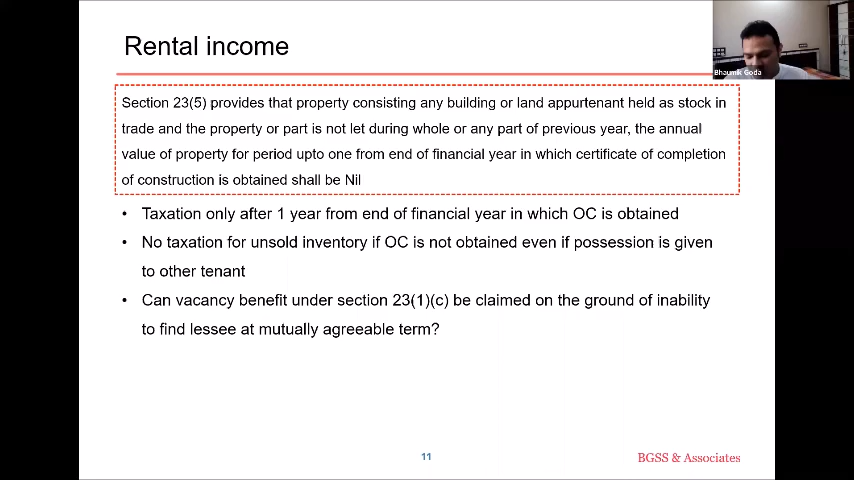 Rental income
Bhaumik Goda
Section 23(5) provides that property consisting any building or land appurtenant held as stock in
trade and the property or part is not let during whole or any part of previous year, the annual
value of property for period upto one from end of financial year in which certificate of completion
of construction is obtained shall be Nil
• Taxation only after 1 year from end of financial year in which OC is obtained
• No taxation for unsold inventory if OC is not obtained even if possession is given
to other tenant
• Can vacancy benefit under section 23(1)(c) be claimed on the ground of inability
to find lessee at mutually agreeable term?
11
BGSS & Associates